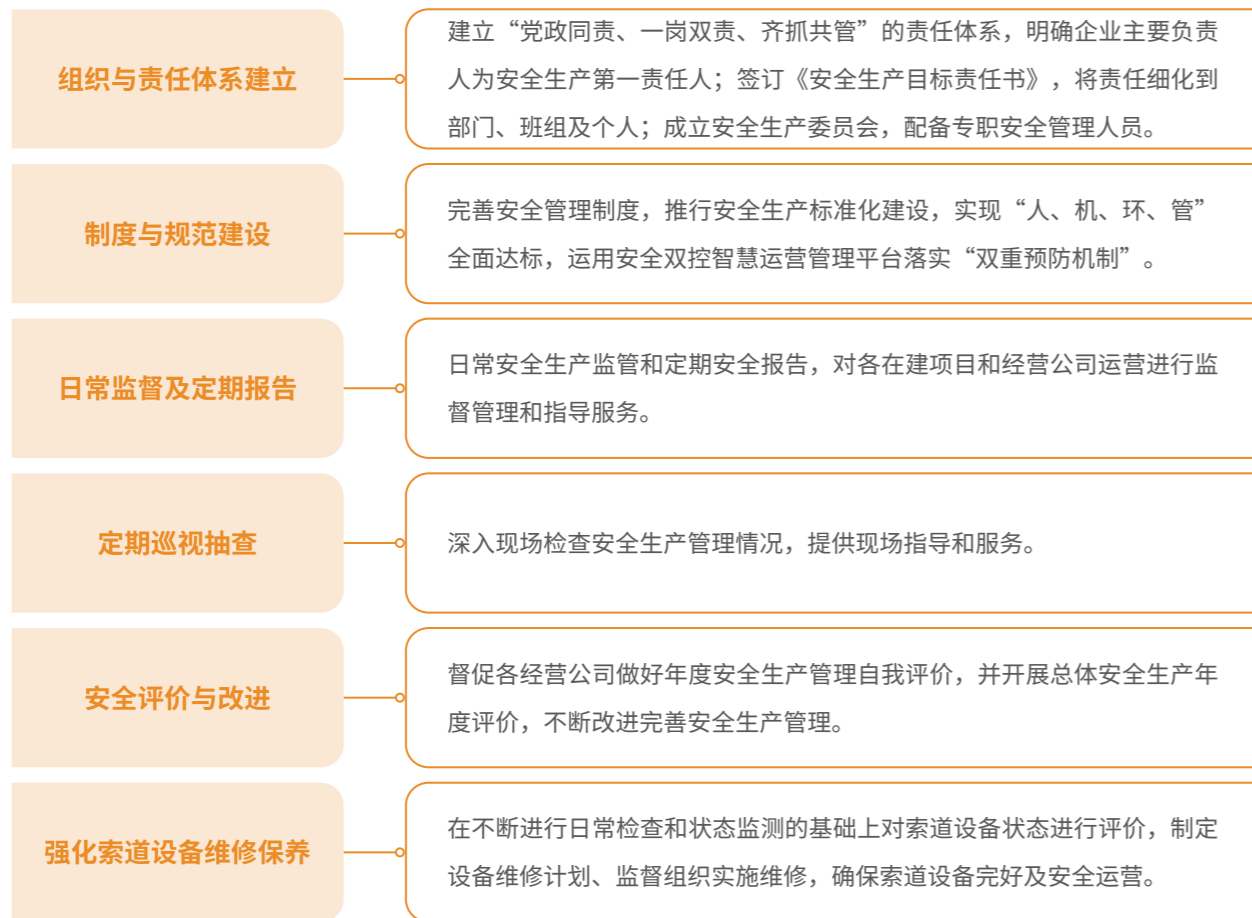 组织与责任体系建立
建立“党政同责、一岗双责、齐抓共管”的责任体系，明确企业主要负责
人为安全生产第一责任人；签订《安全生产目标责任书》，将责任细化到
部门、班组及个人；成立安全生产委员会，配备专职安全管理人员。
制度与规范建设
完善安全管理制度，推行安全生产标准化建设，实现“人、机、环、管”
全面达标，运用安全双控智慧运营管理平台落实“双重预防机制”。
日常监督及定期报告
日常安全生产监管和定期安全报告，对各在建项目和经营公司运营进行监
督管理和指导服务。
定期巡视抽查
深入现场检查安全生产管理情况，提供现场指导和服务。
安全评价与改进
督促各经营公司做好年度安全生产管理自我评价，并开展总体安全生产年
度评价，不断改进完善安全生产管理。
强化索道设备维修保养
在不断进行日常检查和状态监测的基础上对索道设备状态进行评价，制定
设备维修计划、监督组织实施维修，确保索道设备完好及安全运营。